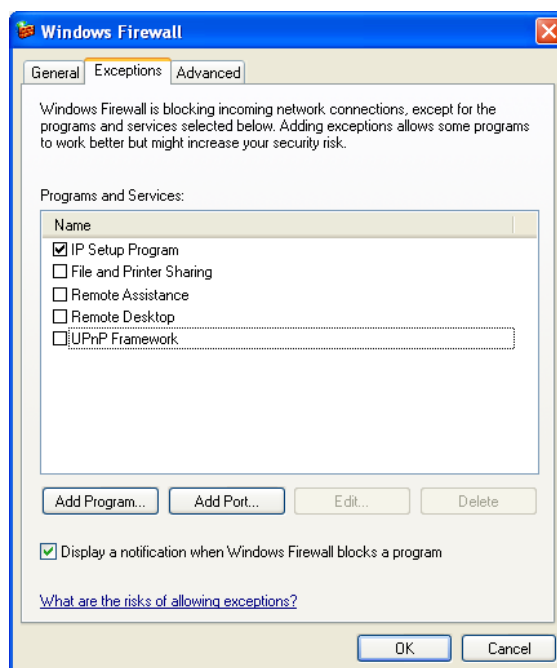 Windows Firewall
General Exceptions Advanced
Windows Firewall is blocking incoming network connections, except for the
programs and services selected below. Adding exceptions allows some programs
to work better but might increase your security risk.
Programs and Services:
Name
IP Setup Program
File and Printer Sharing
Remote Assistance
Remote Desktop
UPnP Framework
Add Program... Add Port... Edit... Delete
Display a notification when Windows Firewall blocks a program
What are the risks of allowing exceptions?
OK Cancel